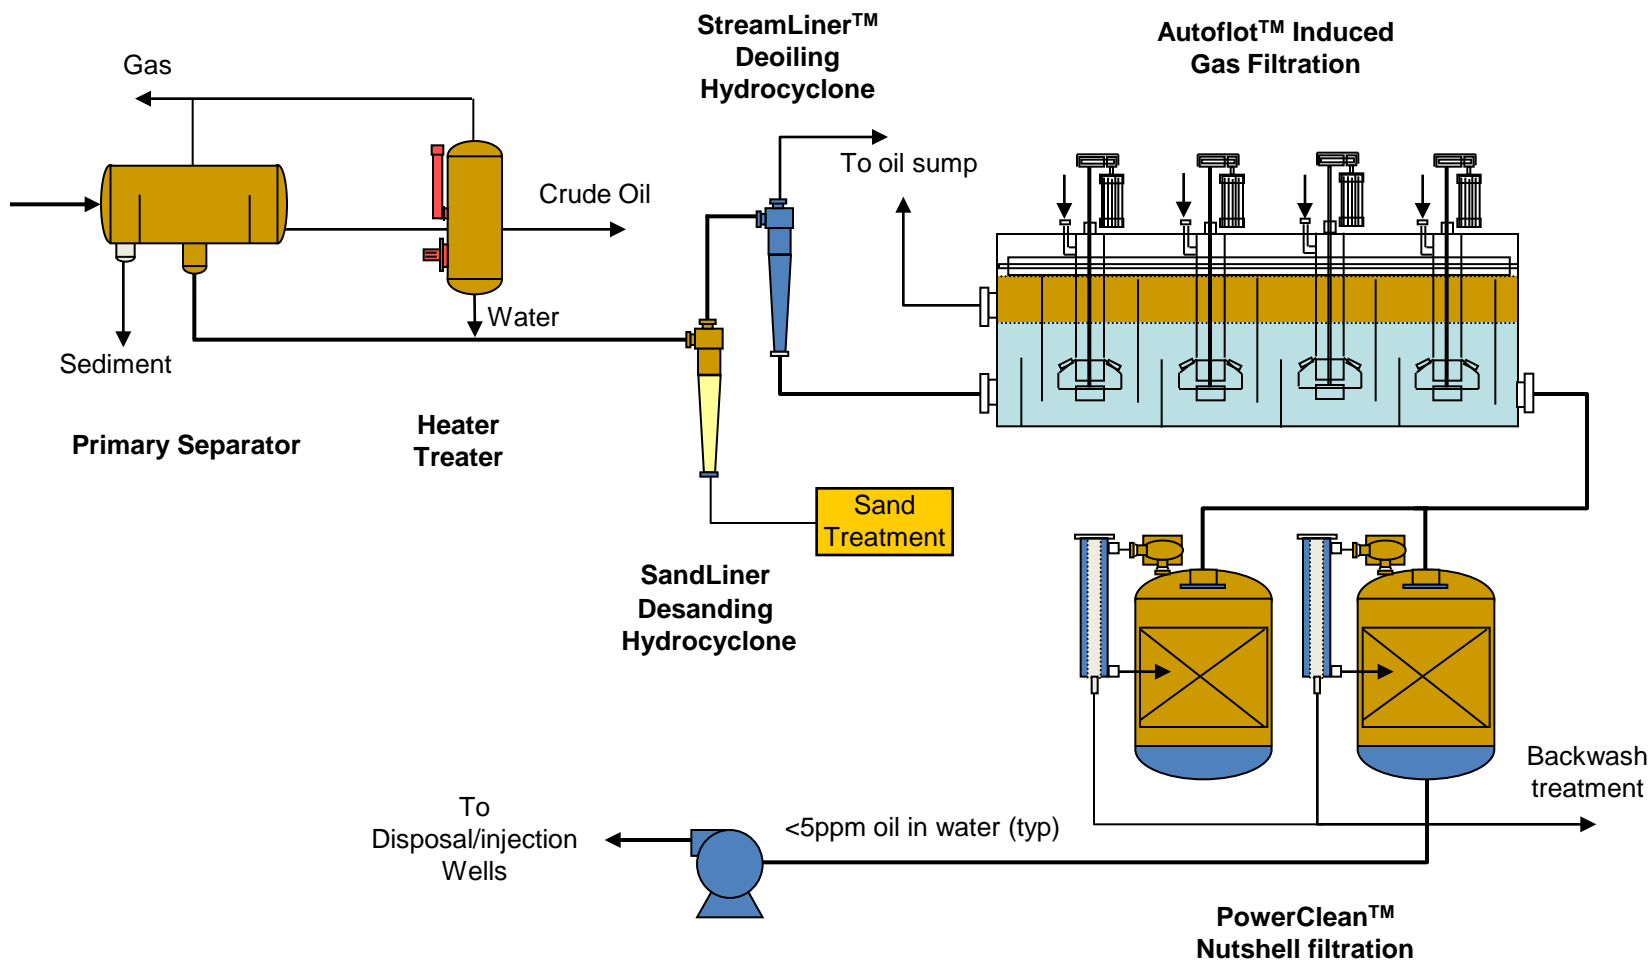 StreamLiner™
Deoiling
Hydrocyclone
Autoflot™ Induced
Gas Filtration
Gas
To oil sump
Crude Oil
Water
Sediment
Primary Separator
Heater
Treater
Sand
Treatment
SandLiner
Desanding
Hydrocyclone
Backwash
treatment
To
Disposal/injection
Wells
<5ppm oil in water (typ)
PowerClean™
Nutshell filtration